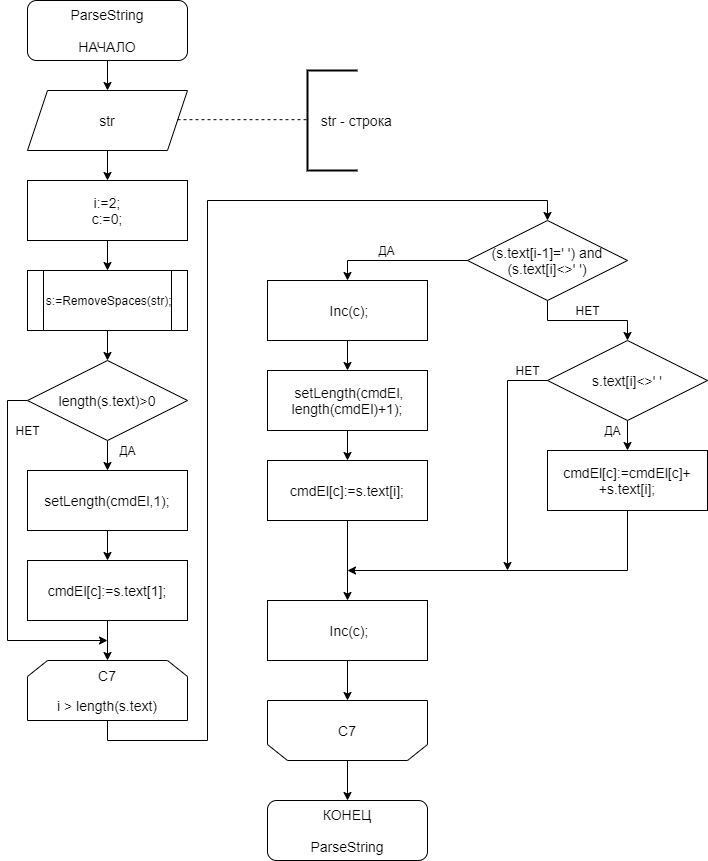 ParseString
НАЧАЛО
str
str - строка
i:=2;
c:=0;
s:=RemoveSpaces(str);
length(s.text)>0
НЕТ
ДА
setLength(cmdEl,1);
cmdEl[c]:=s.text[1];
C7
i > length(s.text)
(s.text[i-1]=' ') and
(s.text[i]<>' ')
ДА
НЕТ
Inc(c);
setLength(cmdEl,
length(cmdEl)+1);
cmdEl[c]:=s.text[i];
s.text[i]<>' '
НЕТ
ДА
cmdEl[c]:=cmdEl[c]+
+s.text[i];
Inc(c);
C7
КОНЕЦ
ParseString